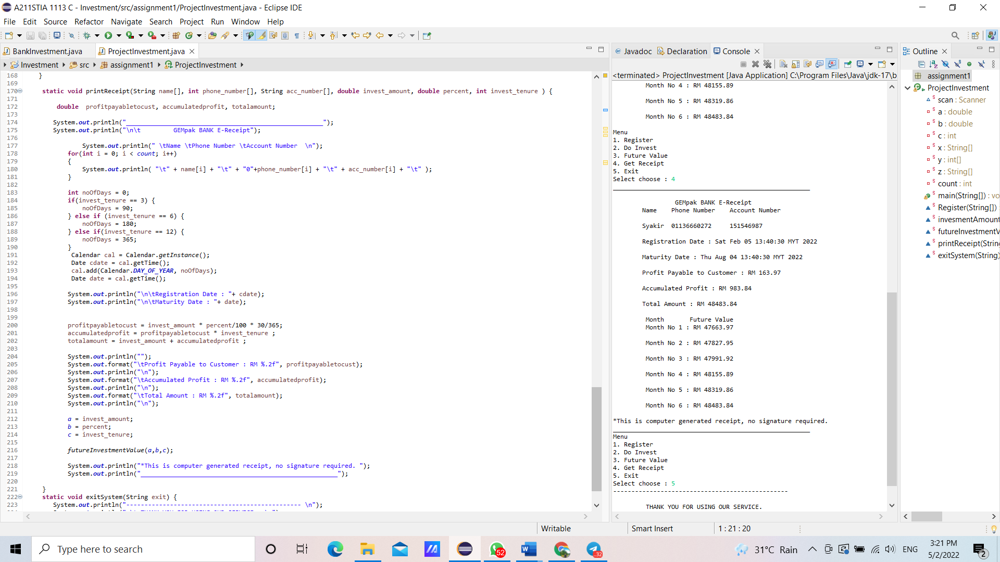 A211STIA 1113 C - Investment/src/assignment1/ProjectInvestment.java - Eclipse IDE
File Edit Source Refactor Navigate Search Project Run Window Help
BankInvestment.java
ProjectInvestment.java
Investment src assignment1 ProjectInvestment
168 }
169
170 static void printReceipt(String name[], int phone_number[], String acc_number[], double invest_amount, double percent, int invest_tenure ) {
171
172 double  profitpayabletocust, accumulatedprofit, totalamount;
173
174 System.out.println("______________________________________________________");
175 System.out.println("\n\t         GEMpak BANK E-Receipt");
176
177 System.out.println(" \tName \tPhone Number \tAccount Number  \n");
178 for(int i = 0; i < count; i++)
179 {
180 System.out.println( "\t" + name[i] + "\t" + "0"+phone_number[i] + "\t" + acc_number[i] + "\t" );
181 }
182
183 int noOfDays = 0;
184 if(invest_tenure == 3) {
185 noOfDays = 90;
186 } else if (invest_tenure == 6) {
187 noOfDays = 180;
188 } else if(invest_tenure == 12) {
189 noOfDays = 365;
190 }
191 Calendar cal = Calendar.getInstance();
192 Date cdate = cal.getTime();
193 cal.add(Calendar.DAY_OF_YEAR, noOfDays);
194 Date date = cal.getTime();
195
196 System.out.println("\n\tRegistration Date : "+ cdate);
197 System.out.println("\n\tMaturity Date : "+ date);
198
199
200 profitpayabletocust = invest_amount * percent/100 * 30/365;
201 accumulatedprofit = profitpayabletocust * invest_tenure ;
202 totalamount = invest_amount + accumulatedprofit ;
203
204 System.out.println("");
205 System.out.format("\tProfit Payable to Customer : RM %.2f", profitpayabletocust);
206 System.out.println("\n");
207 System.out.format("\tAccumulated Profit : RM %.2f", accumulatedprofit);
208 System.out.println("\n");
209 System.out.format("\tTotal Amount : RM %.2f", totalamount);
210 System.out.println("\n");
211
212 a = invest_amount;
213 b = percent;
214 c = invest_tenure;
215
216 futureInvestmentValue(a,b,c);
217
218 System.out.println("*This is computer generated receipt, no signature required. ");
219 System.out.println("______________________________________________________");
220
221 }
222 static void exitSystem(String exit) {
223 System.out.println("------------------------------------------------ \n");
Javadoc Declaration Console
<terminated> ProjectInvestment [Java Application] C:\Program Files\Java\jdk-17\b
Month No 4 : RM 48155.89
Month No 5 : RM 48319.86
Month No 6 : RM 48483.84
Menu
1. Register
2. Do Invest
3. Future Value
4. Get Receipt
5. Exit
Select choose : 4
______________________________________________________
GEMpak BANK E-Receipt
Name Phone Number Account Number
Syakir 01136660272 151546987
Registration Date : Sat Feb 05 13:40:30 MYT 2022
Maturity Date : Thu Aug 04 13:40:30 MYT 2022
Profit Payable to Customer : RM 163.97
Accumulated Profit : RM 983.84
Total Amount : RM 48483.84
Month Future Value
Month No 1 : RM 47663.97
Month No 2 : RM 47827.95
Month No 3 : RM 47991.92
Month No 4 : RM 48155.89
Month No 5 : RM 48319.86
Month No 6 : RM 48483.84
*This is computer generated receipt, no signature required.
______________________________________________________
Menu
1. Register
2. Do Invest
3. Future Value
4. Get Receipt
5. Exit
Select choose : 5
------------------------------------------------
THANK YOU FOR USING OUR SERVICE.
Outline
assignment1
ProjectInvestment
scan : Scanner
a : double
b : double
c : int
x : String[]
y : int[]
z : String[]
count : int
main(String[]) : vo
Register(String[])
invesmentAmount
futureInvestmentV
printReceipt(Strin
exitSystem(String)
Writable Smart Insert 1 : 21 : 20
Type here to search
52
..32
31°C Rain
ENG
3:21 PM
5/2/2022
2